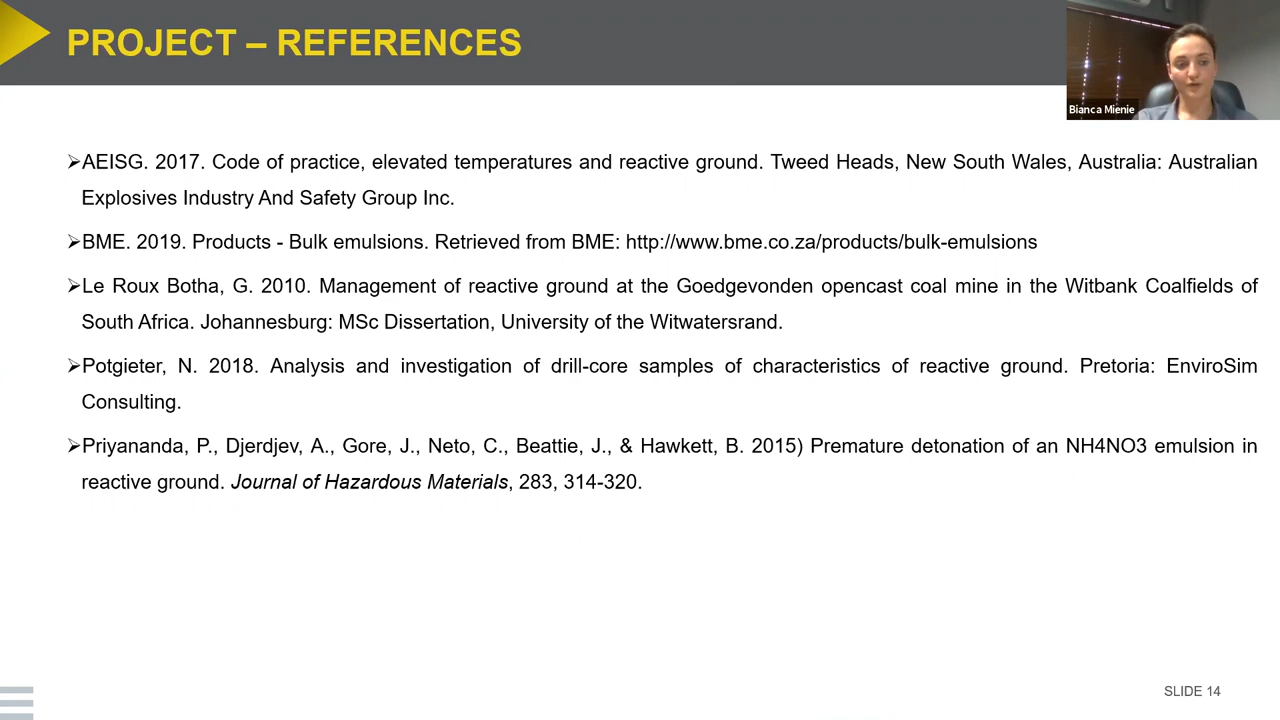 PROJECT – REFERENCES
Bianca Mienie
➢AEISG. 2017. Code of practice, elevated temperatures and reactive ground. Tweed Heads, New South Wales, Australia: Australian
Explosives Industry And Safety Group Inc.
➢BME. 2019. Products - Bulk emulsions. Retrieved from BME: http://www.bme.co.za/products/bulk-emulsions
➢Le Roux Botha, G. 2010. Management of reactive ground at the Goedgevonden opencast coal mine in the Witbank Coalfields of
South Africa. Johannesburg: MSc Dissertation, University of the Witwatersrand.
➢Potgieter, N. 2018. Analysis and investigation of drill-core samples of characteristics of reactive ground. Pretoria: EnviroSim
Consulting.
➢Priyananda, P., Djerdjev, A., Gore, J., Neto, C., Beattie, J., & Hawkett, B. 2015) Premature detonation of an NH4NO3 emulsion in
reactive ground. Journal of Hazardous Materials, 283, 314-320.
SLIDE 14